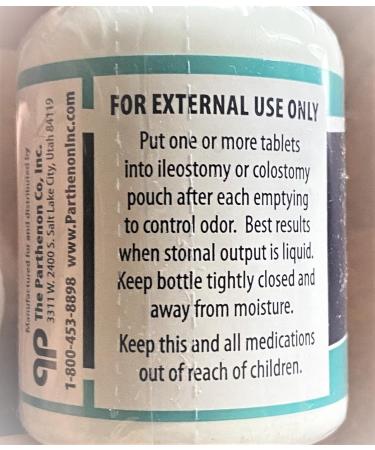 FOR EXTERNAL USE ONLY
Put one or more tablets
into ileostomy or colostomy
pouch after each emptying
to control odor. Best results
when stomal output is liquid.
Keep bottle tightly closed and
away from moisture.
Keep this and all medications
out of reach of children.
Manufactured for and distributed by
The Parthenon Co, Inc.
3311 W. 2400 S. Salt Lake City, Utah 84119
1-800-453-8898 www.ParthenonInc.com